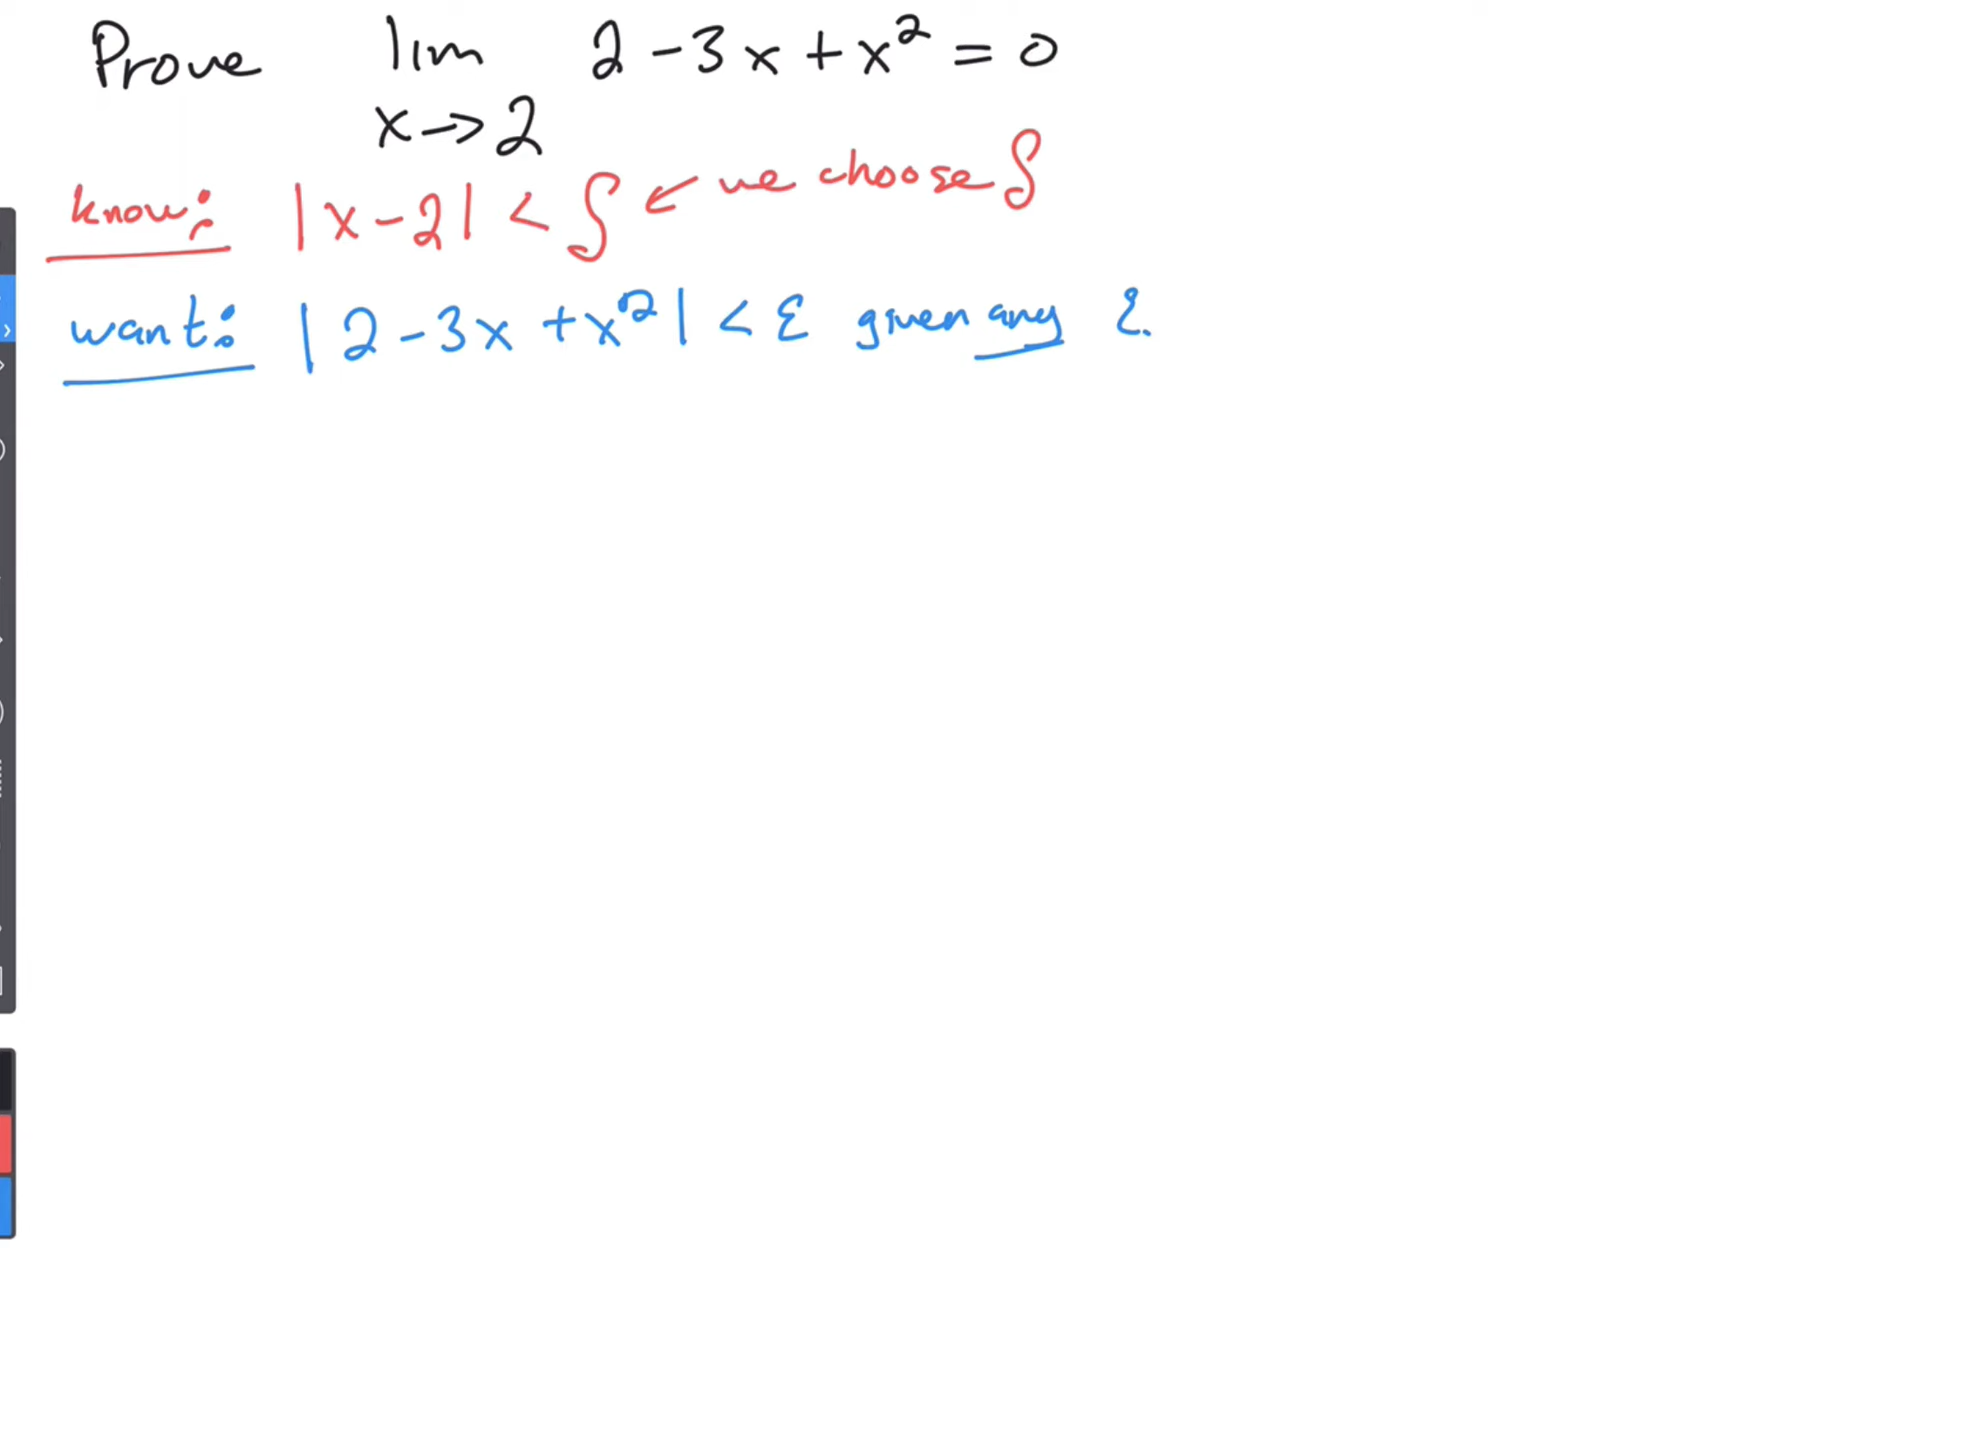 Prove lim 2-3x+x² = 0
x→2
know: |x-2| < δ ← we choose δ
want: |2-3x+x²| < ε given any ε.